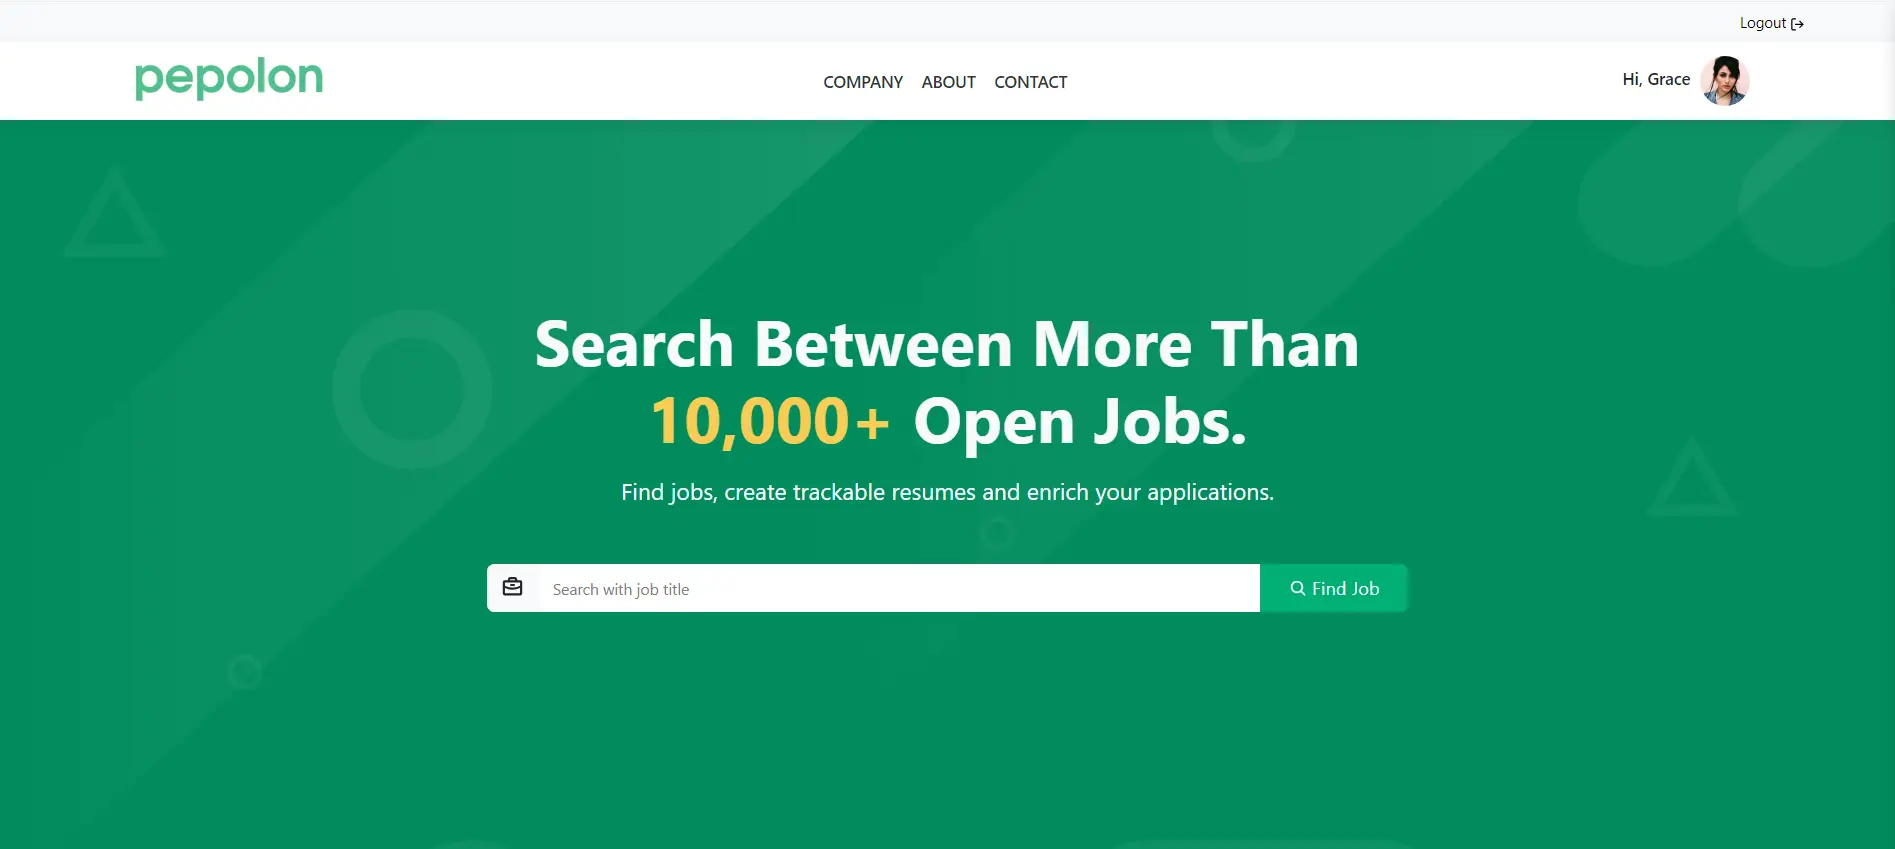 Logout
pepolon
COMPANY ABOUT CONTACT
Hi, Grace
Search Between More Than
10,000+ Open Jobs.
Find jobs, create trackable resumes and enrich your applications.
Search with job title
Find Job